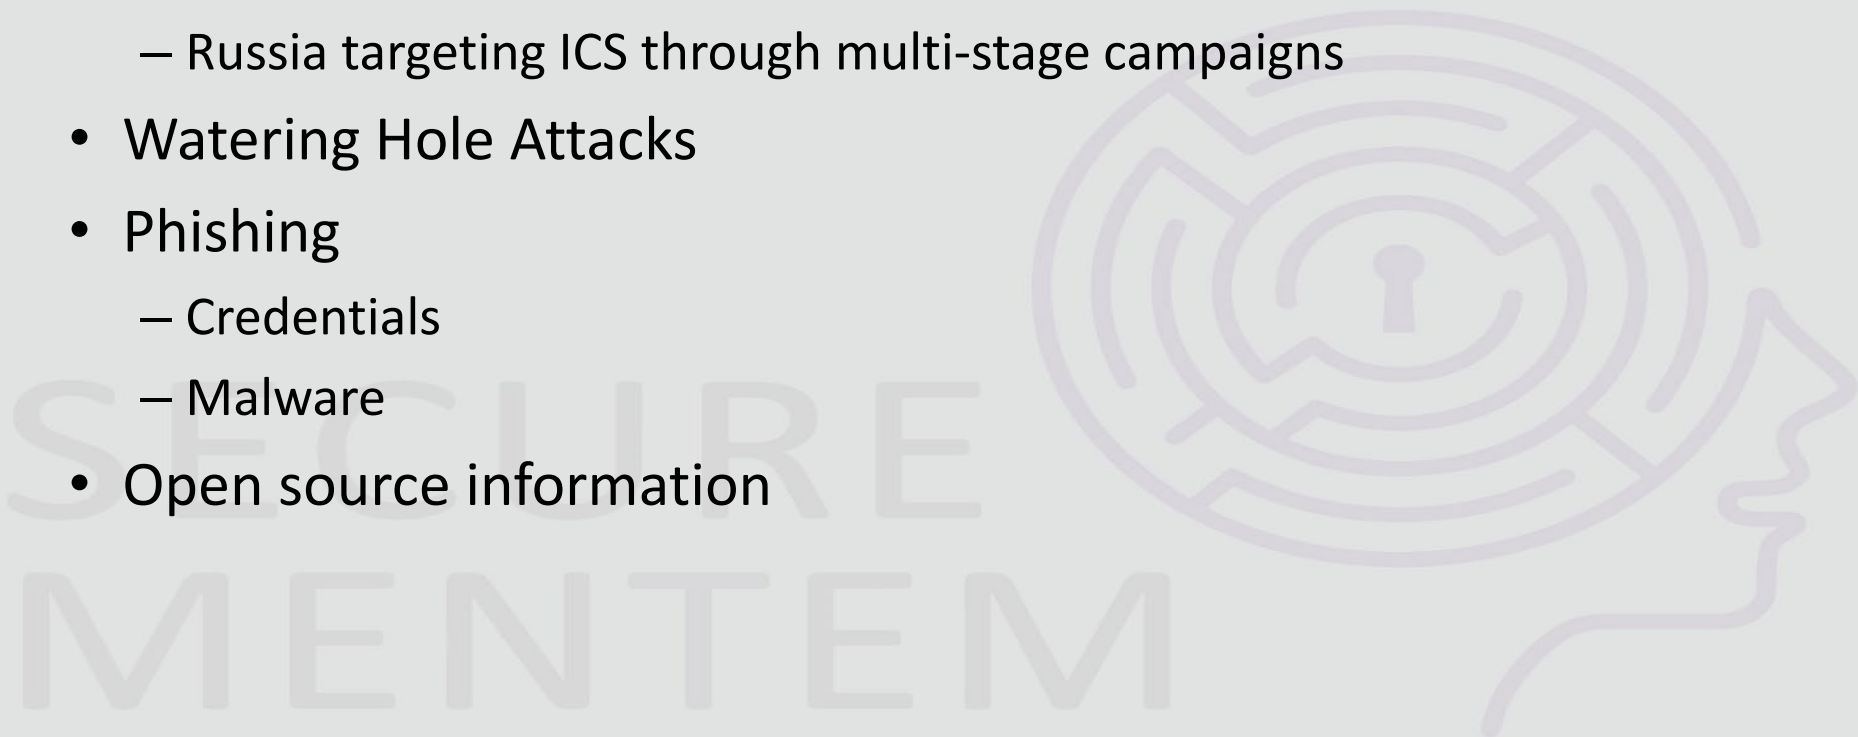 – Russia targeting ICS through multi-stage campaigns
• Watering Hole Attacks
• Phishing
– Credentials
– Malware
• Open source information
SECURE
MENTEM